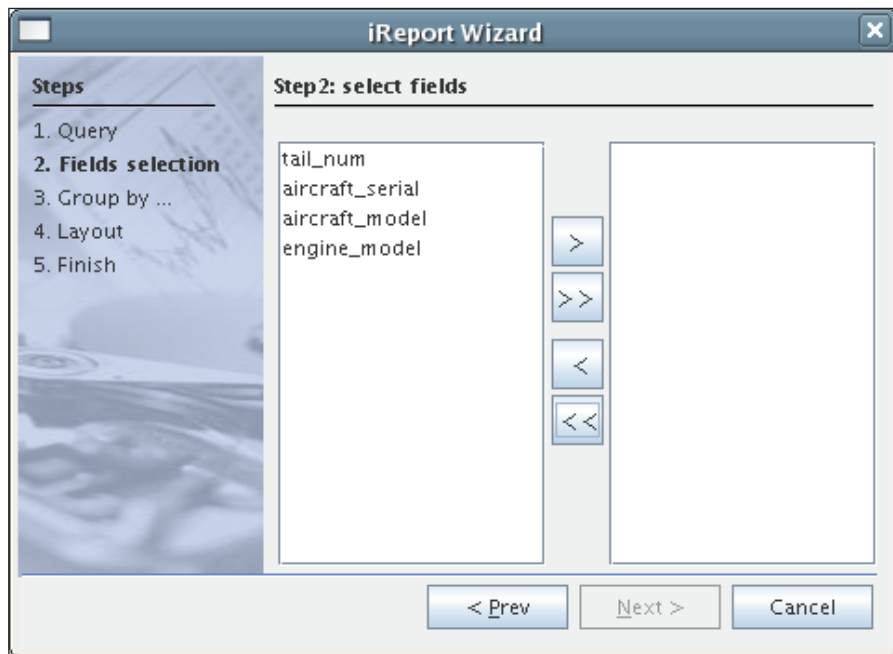 iReport Wizard
Steps
1. Query
2. Fields selection
3. Group by ...
4. Layout
5. Finish
Step2: select fields
tail_num
aircraft_serial
aircraft_model
engine_model
>
>>
<
<<
< Prev
Next >
Cancel